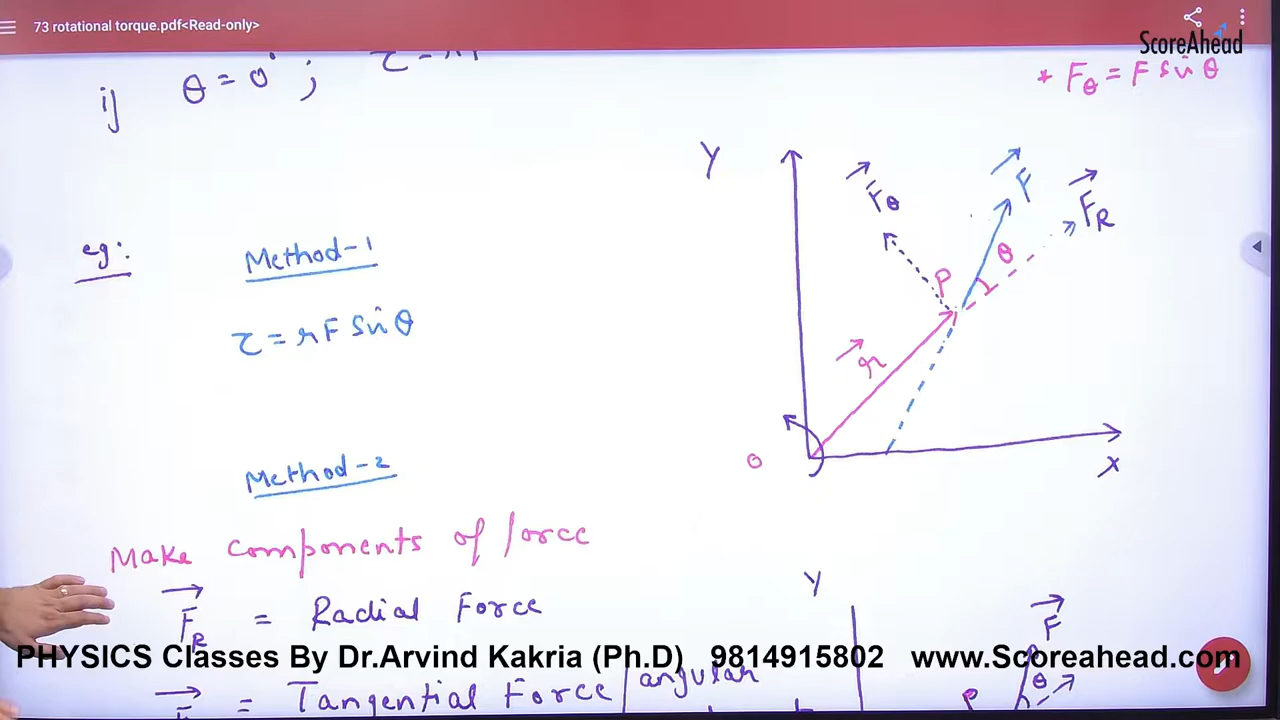 73 rotational torque.pdf<Read-only>
ScoreAhead
if θ = 0° ;
* Fθ = F sin θ
Y
Fθ
F
FR
eg:
Method-1
θ
P
τ = rF sin θ
r
O
X
Method-2
Make components of force
Y
FR = Radial Force
F
PHYSICS Classes By Dr.Arvind Kakria (Ph.D) 9814915802 www.Scoreahead.com
= Tangential Force / angular
θ
P